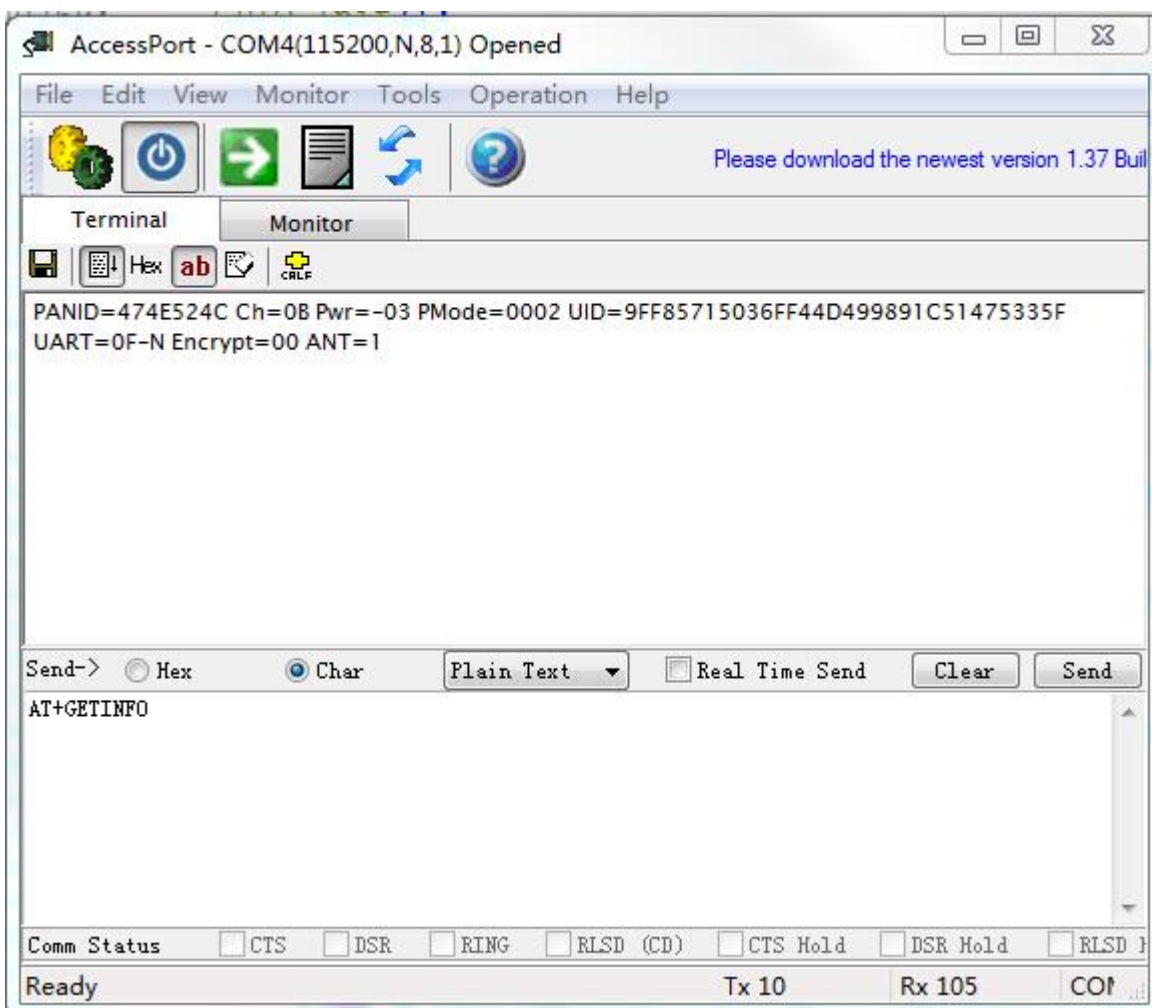 AccessPort - COM4(115200,N,8,1) Opened
File Edit View Monitor Tools Operation Help
Please download the newest version 1.37 Buil
Terminal Monitor
Hex ab CRLF
PANID=474E524C Ch=0B Pwr=-03 PMode=0002 UID=9FF85715036FF44D499891C51475335F
UART=0F-N Encrypt=00 ANT=1
Send-> Hex Char Plain Text Real Time Send Clear Send
AT+GETINFO
Comm Status CTS DSR RING RLSD (CD) CTS Hold DSR Hold RLSD
Ready Tx 10 Rx 105